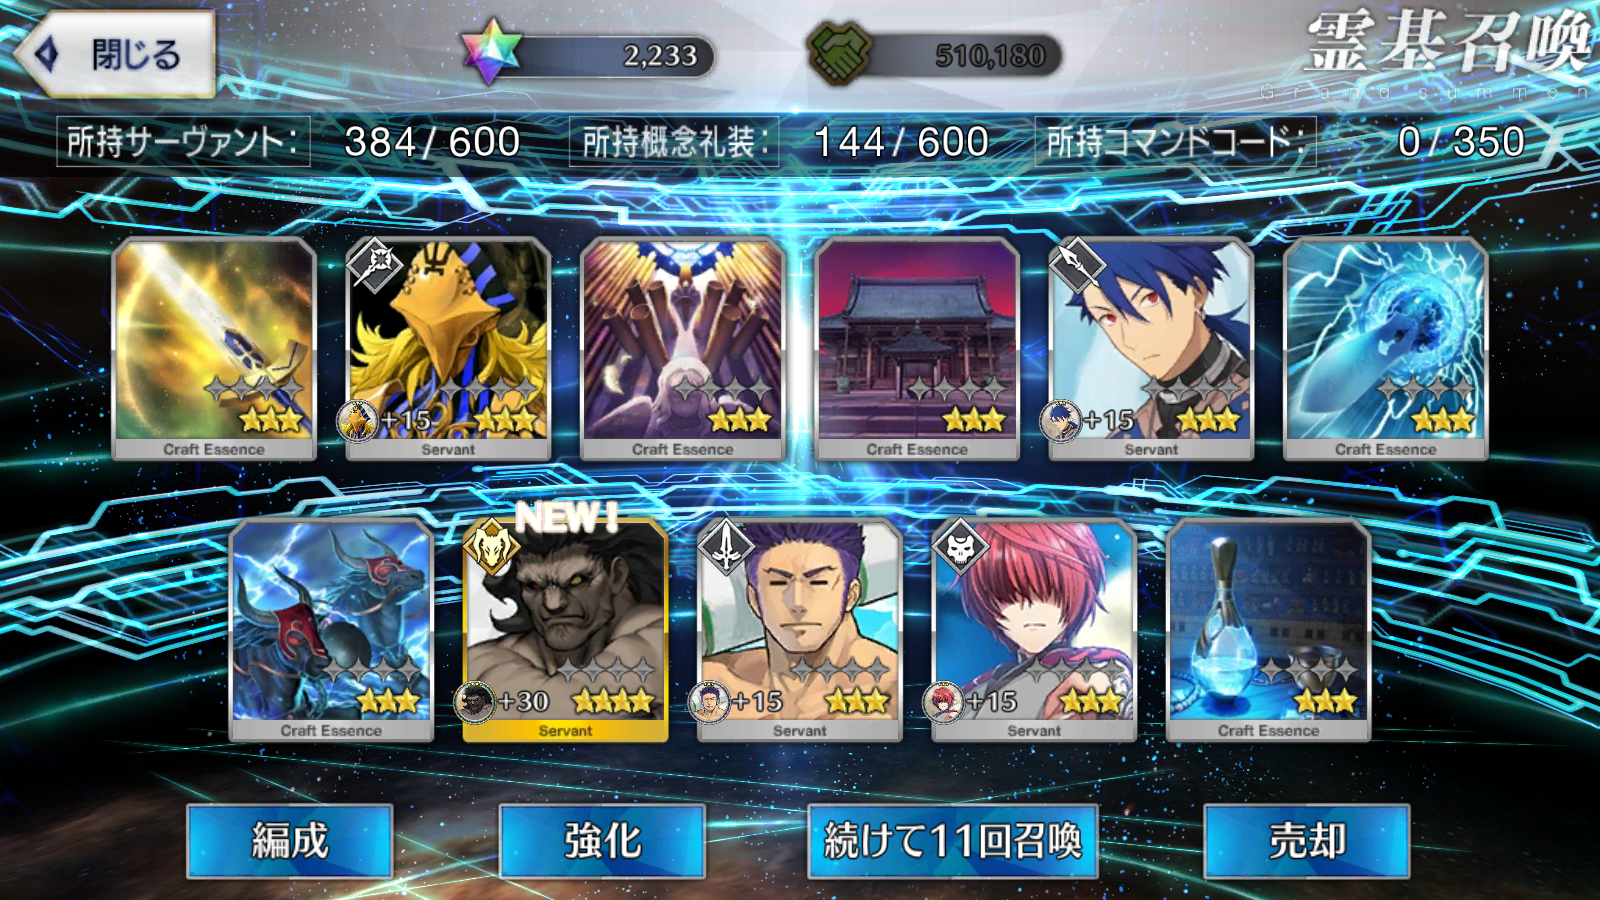 閉じる
2,233
510,180
霊基召喚
Grand summon
所持サーヴァント: 384/600
所持概念礼装: 144/600
所持コマンドコード: 0/350
Craft Essence
+15
Servant
Craft Essence
Craft Essence
+15
Servant
Craft Essence
Craft Essence
NEW!
+30
Servant
+15
Servant
+15
Servant
Craft Essence
編成
強化
続けて11回召喚
売却